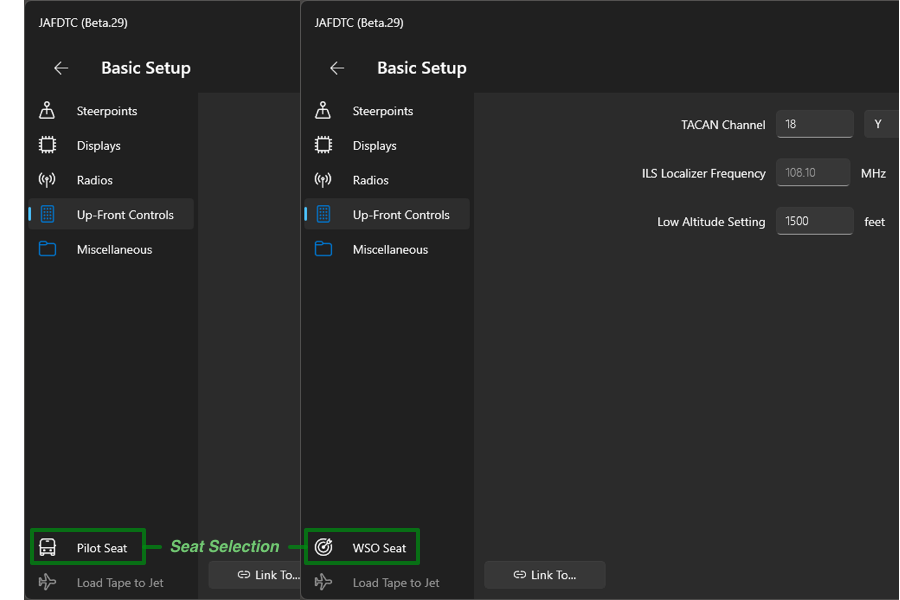 JAFDTC (Beta.29)
Basic Setup
Steerpoints
Displays
Radios
Up-Front Controls
Miscellaneous
Pilot Seat
Load Tape to Jet
Link To...
Seat Selection
JAFDTC (Beta.29)
Basic Setup
Steerpoints
Displays
Radios
Up-Front Controls
Miscellaneous
WSO Seat
Load Tape to Jet
TACAN Channel 18 Y
ILS Localizer Frequency 108.10 MHz
Low Altitude Setting 1500 feet
Link To...